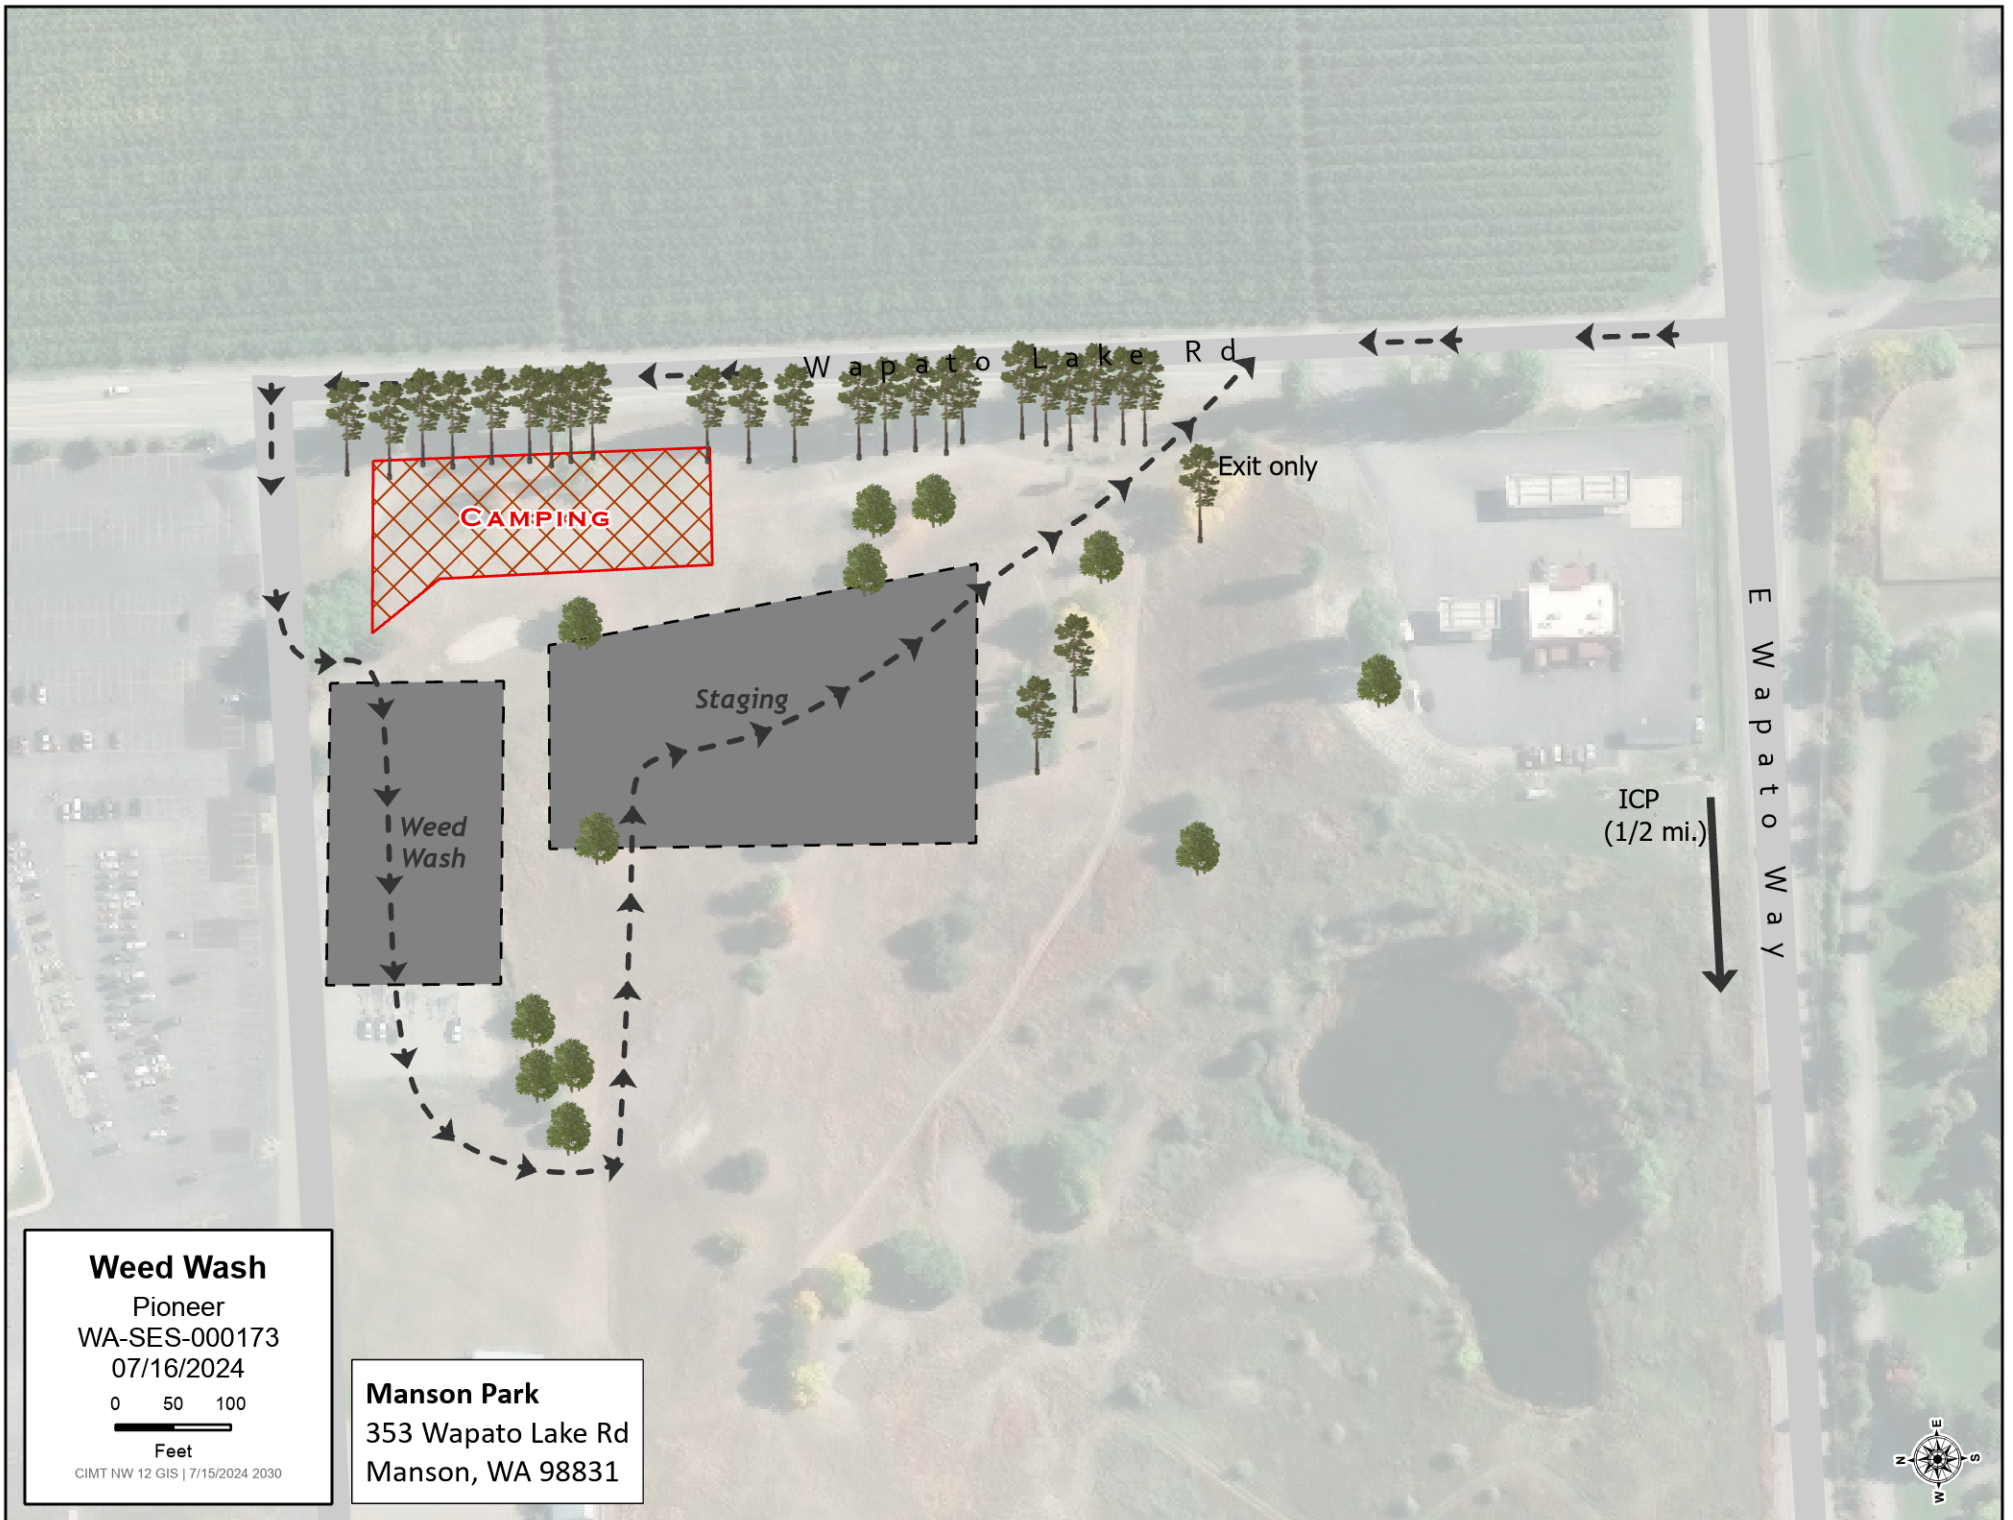 Wapato Lake Rd
Exit only
CAMPING
E Wapato Way
Staging
ICP
(1/2 mi.)
Weed
Wash
Weed Wash
Pioneer
WA-SES-000173
07/16/2024
0 50 100
Feet
CIMT NW 12 GIS | 7/15/2024 2030
Manson Park
353 Wapato Lake Rd
Manson, WA 98831
E
N S
W